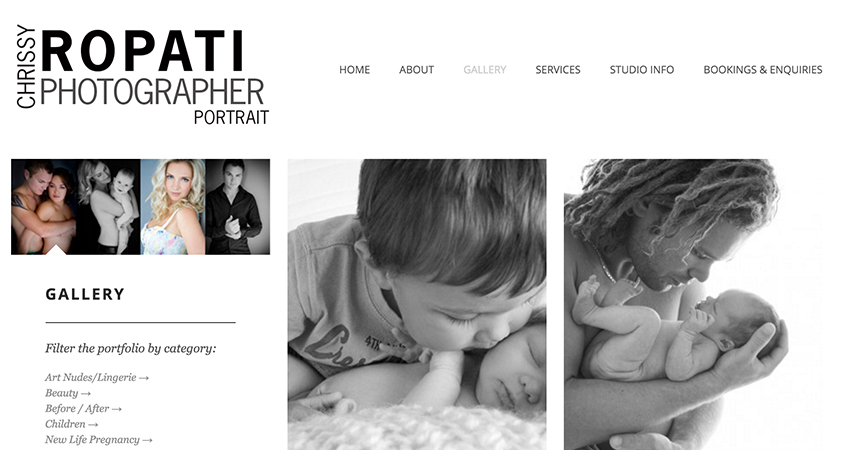 CHRISSY
ROPATI
PHOTOGRAPHER
PORTRAIT
HOME ABOUT GALLERY SERVICES STUDIO INFO BOOKINGS & ENQUIRIES
GALLERY
Filter the portfolio by category:
Art Nudes/Lingerie →
Beauty →
Before / After →
Children →
New Life Pregnancy →
41K